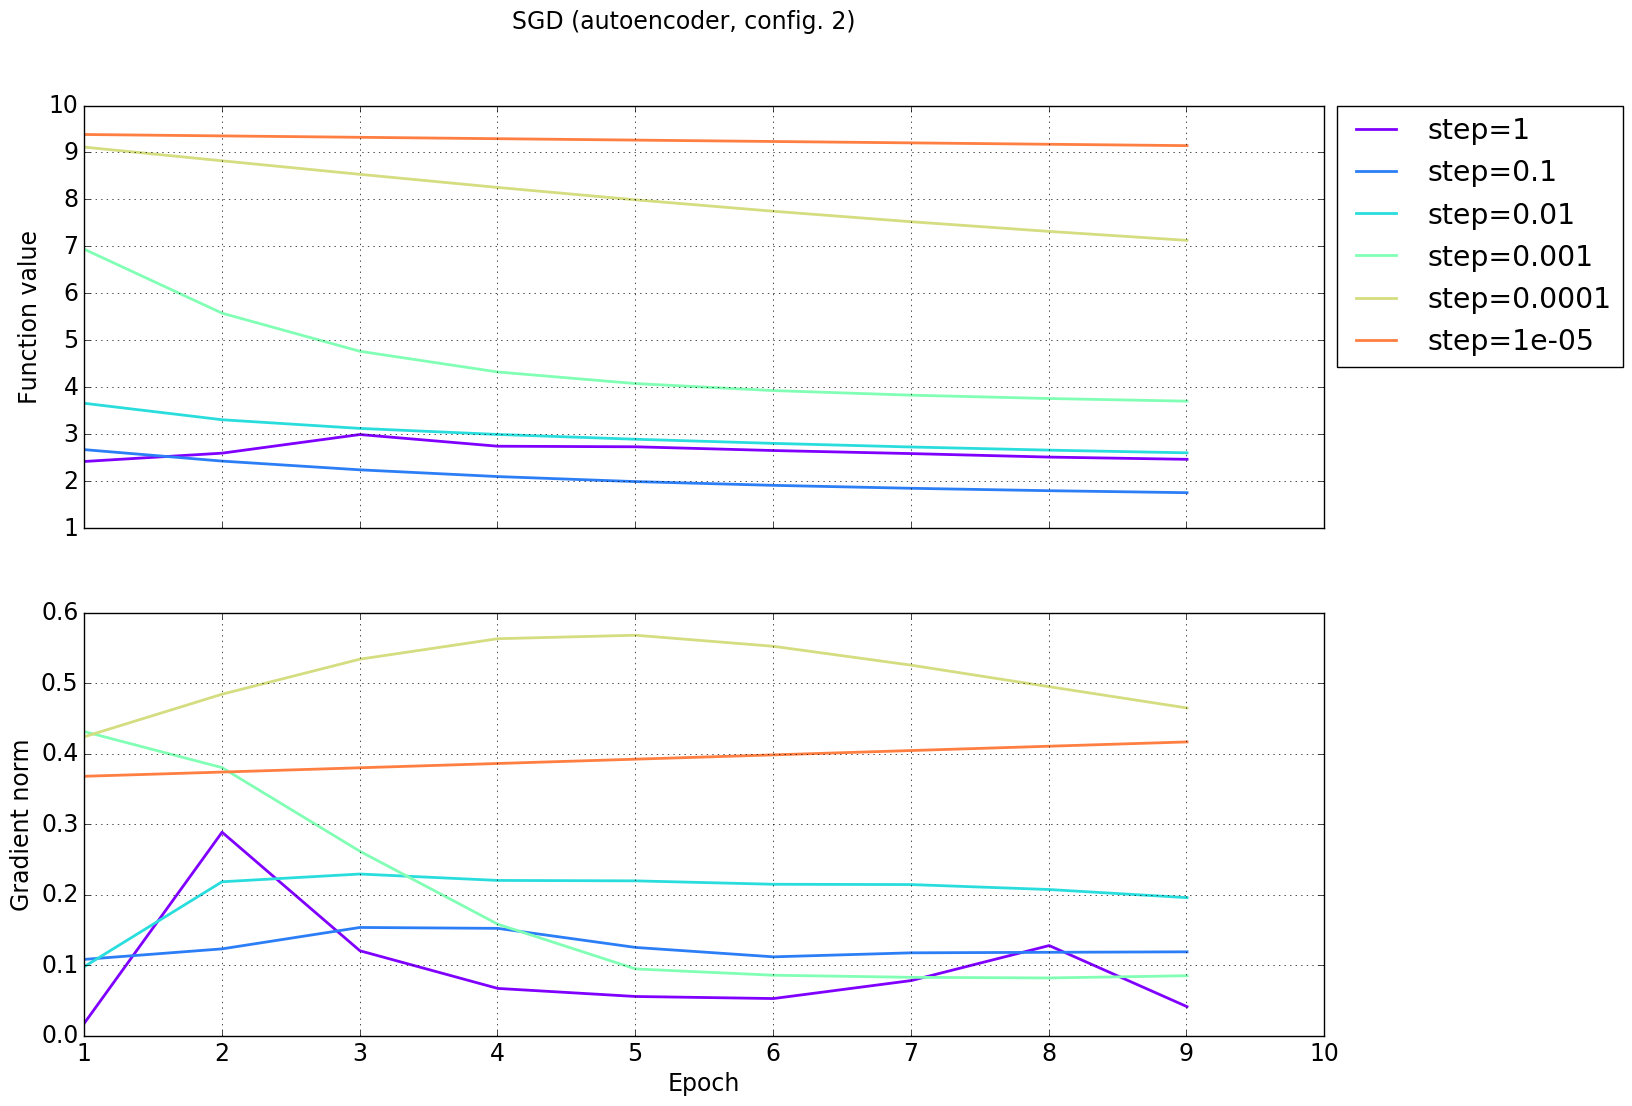 SGD (autoencoder, config. 2)
10
9
8
7
6
5
4
3
2
1
Function value
step=1
step=0.1
step=0.01
step=0.001
step=0.0001
step=1e-05
0.6
0.5
0.4
0.3
0.2
0.1
0.0
Gradient norm
1 2 3 4 5 6 7 8 9 10
Epoch